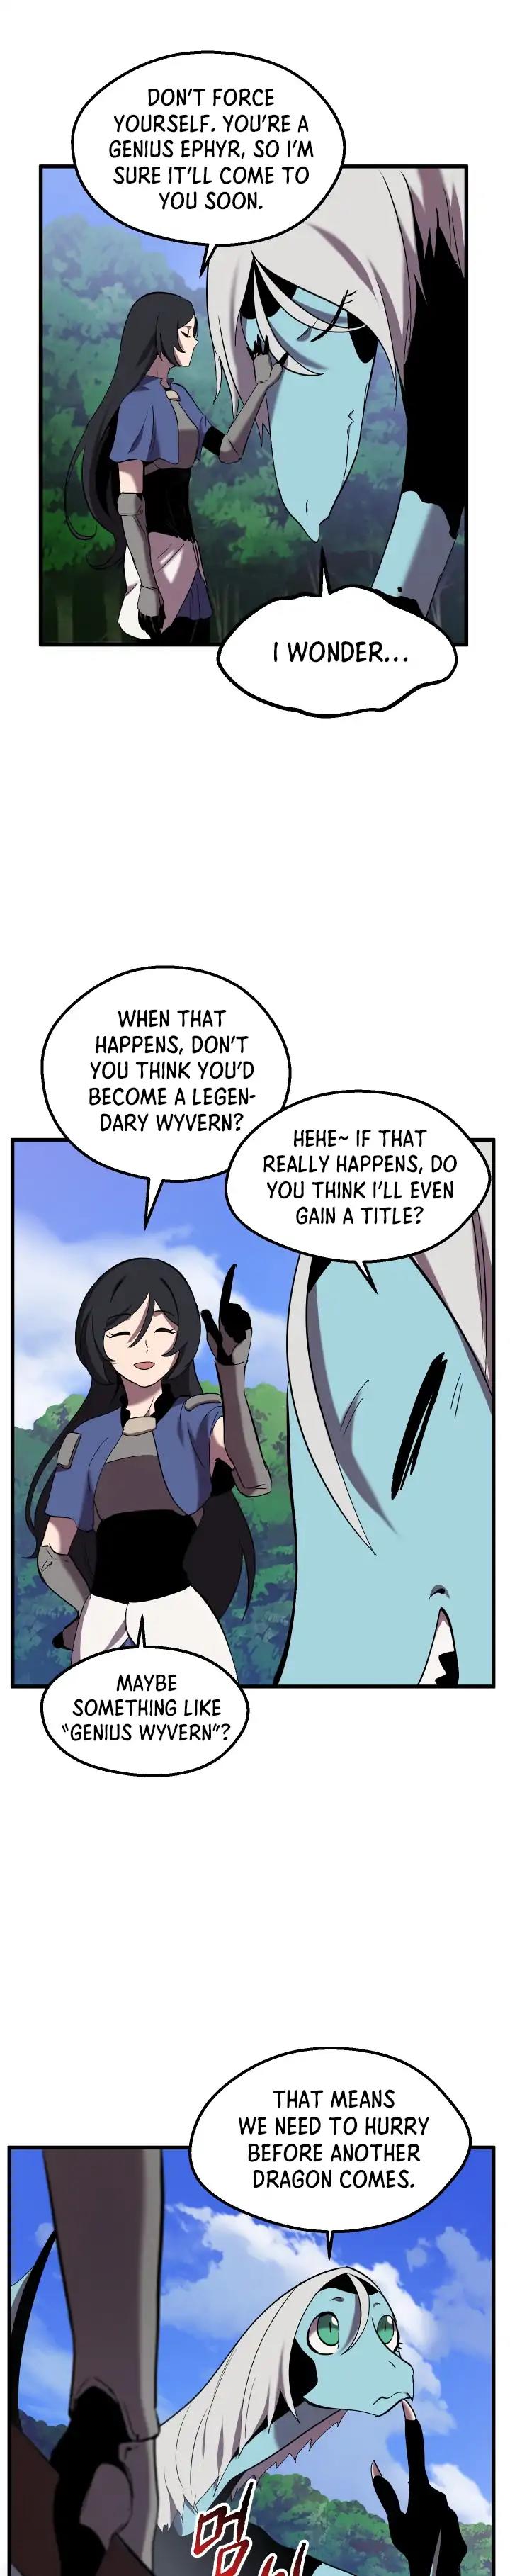 DON'T FORCE
YOURSELF. YOU'RE A
GENIUS EPHYR, SO I'M
SURE IT'LL COME TO
YOU SOON.
I WONDER...
WHEN THAT
HAPPENS, DON'T
YOU THINK YOU'D
BECOME A LEGEN-
DARY WYVERN?
HEHE~ IF THAT
REALLY HAPPENS, DO
YOU THINK I'LL EVEN
GAIN A TITLE?
MAYBE
SOMETHING LIKE
"GENIUS WYVERN"?
THAT MEANS
WE NEED TO HURRY
BEFORE ANOTHER
DRAGON COMES.